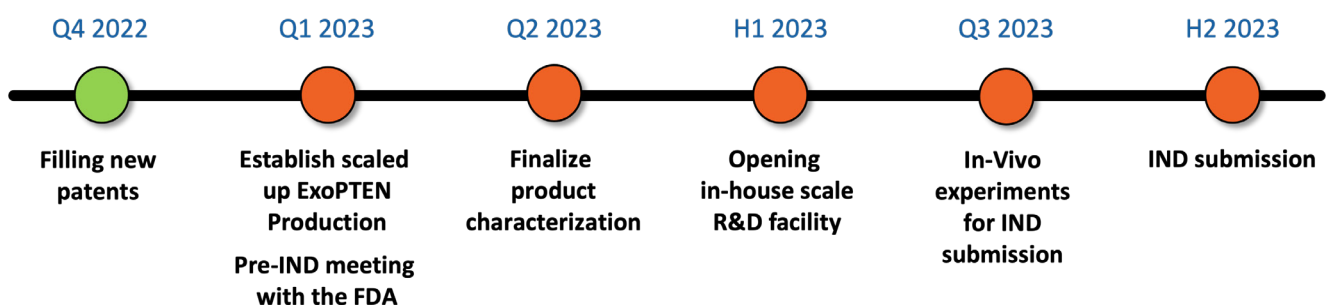 Q4 2022
Filling new
patents
Q1 2023
Establish scaled
up ExoPTEN
Production
Pre-IND meeting
with the FDA
Q2 2023
Finalize
product
characterization
H1 2023
Opening
in-house scale
R&D facility
Q3 2023
In-Vivo
experiments
for IND
submission
H2 2023
IND submission